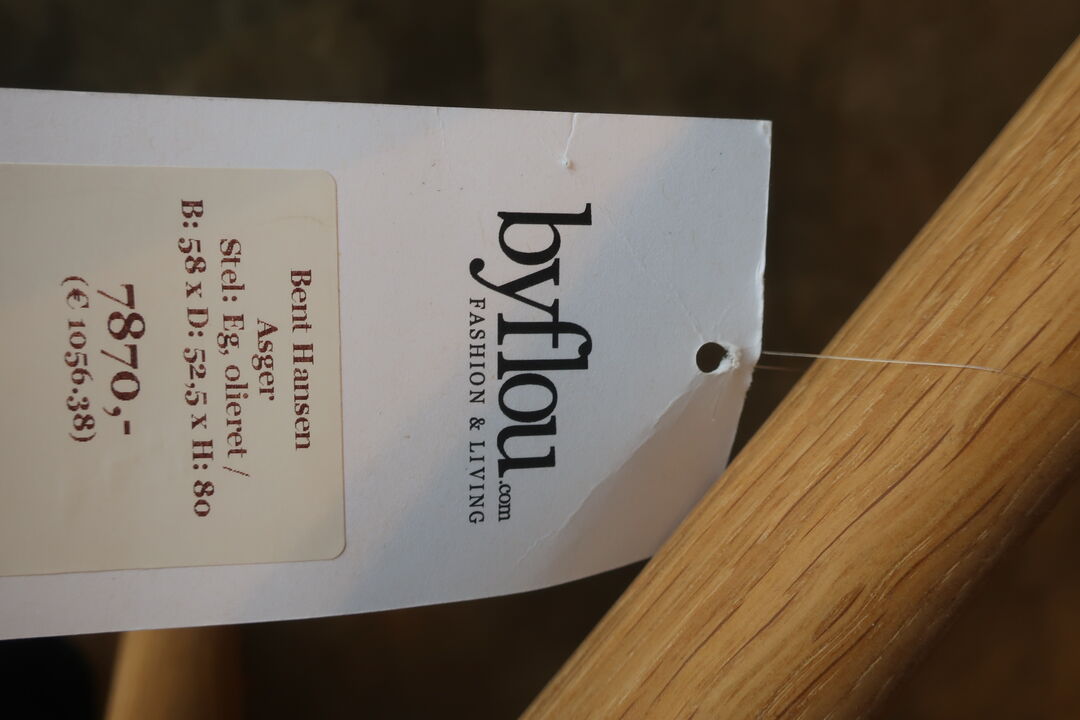 byflou.com
FASHION & LIVING
Bent Hansen
Asger
Stel: Eg, olieret /
B: 58 x D: 52,5 x H: 80
7870,-
(€ 1056.38)